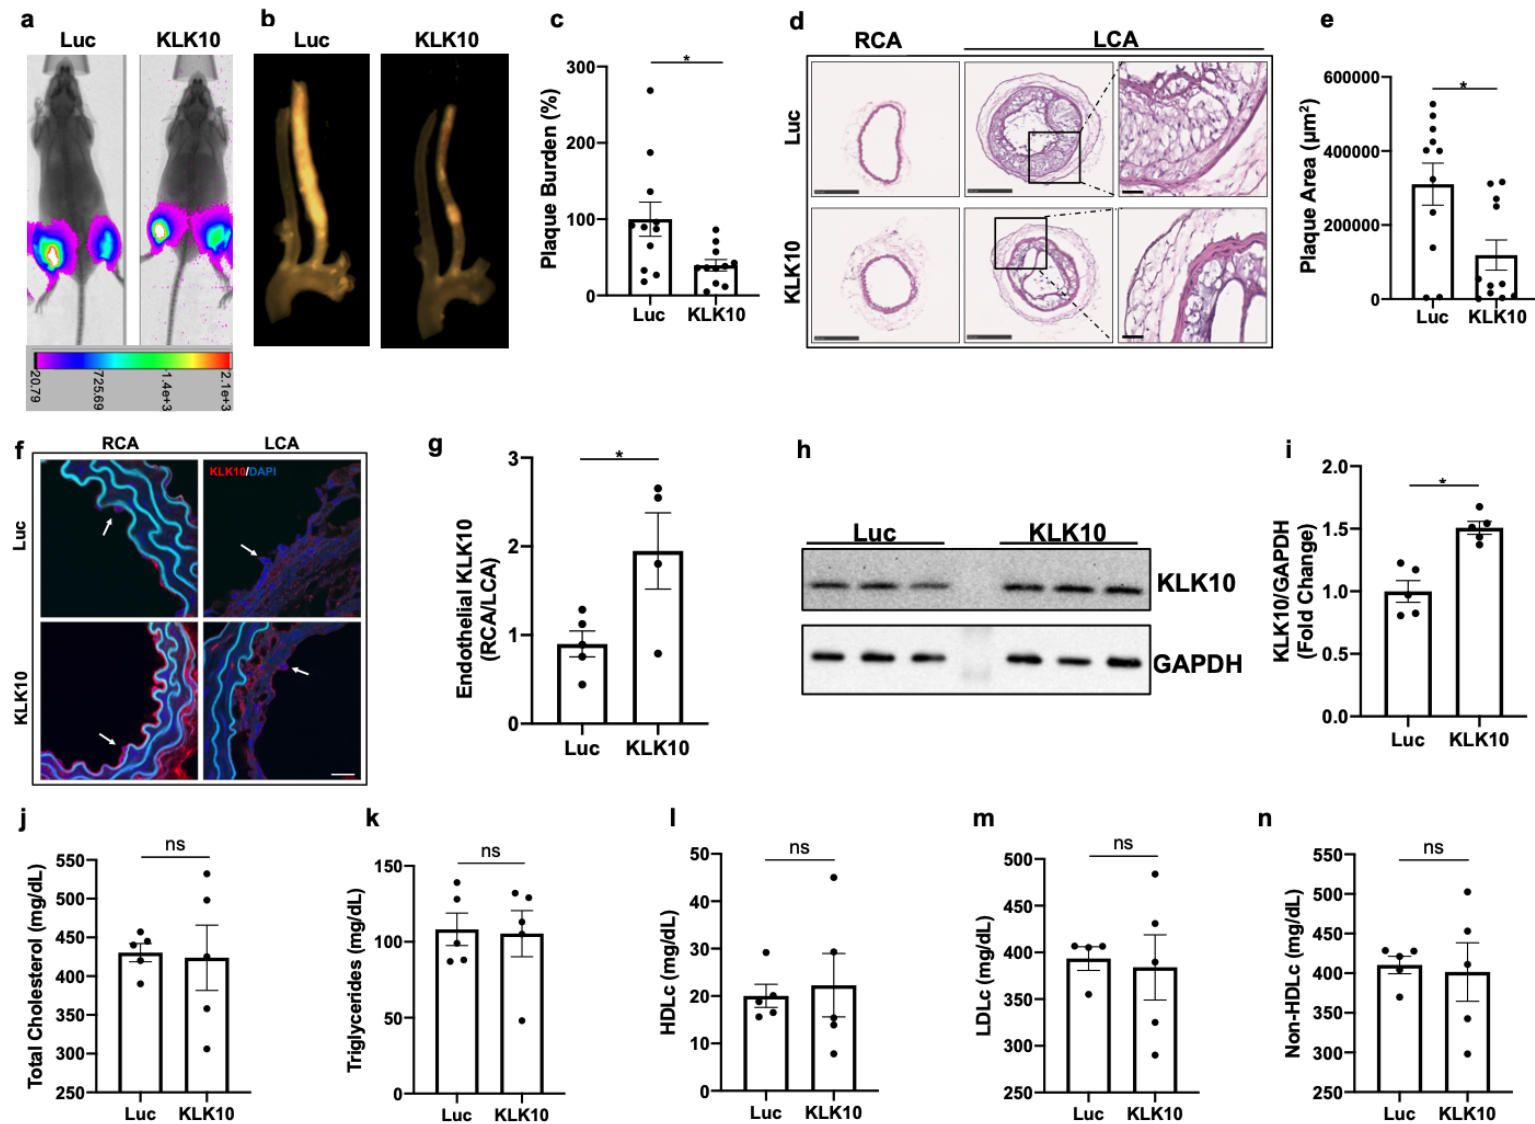 a
Luc KLK10
20.79 725.69 1.4e+3 2.1e+3
b
Luc KLK10
c
Plaque Burden (%)
300
200
100
0
*
Luc KLK10
d
RCA LCA
Luc
KLK10
e
Plaque Area (µm²)
600000
400000
200000
0
*
Luc KLK10
f
RCA LCA
KLK10/DAPI
Luc
KLK10
g
Endothelial KLK10
(RCA/LCA)
3
2
1
0
*
Luc KLK10
h
Luc KLK10
KLK10
GAPDH
i
KLK10/GAPDH
(Fold Change)
2.0
1.5
1.0
0.5
0.0
*
Luc KLK10
j
Total Cholesterol (mg/dL)
550
500
450
400
350
300
250
ns
Luc KLK10
k
Triglycerides (mg/dL)
150
100
50
0
ns
Luc KLK10
l
HDLc (mg/dL)
50
40
30
20
10
0
ns
Luc KLK10
m
LDLc (mg/dL)
500
450
400
350
300
250
ns
Luc KLK10
n
Non-HDLc (mg/dL)
550
500
450
400
350
300
250
ns
Luc KLK10